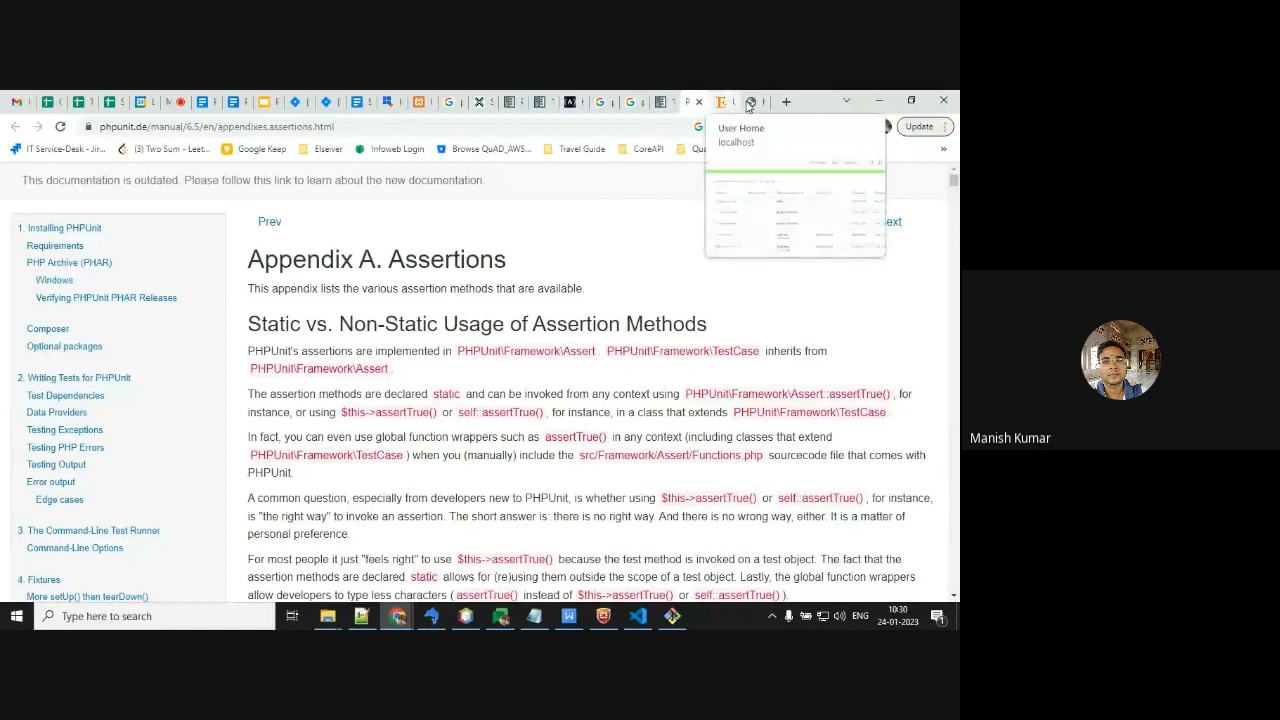 phpunit.de/manual/6.5/en/appendixes.assertions.html
Update
IT Service-Desk - Jir...
(3) Two Sum - Leet...
Google Keep
Elseiver
Infoweb Login
Browse QuAD_AWS...
Travel Guide
CoreAPI
»
User Home
localhost
This documentation is outdated. Please follow this link to learn about the new documentation.
1 Installing PHPUnit
Requirements
PHP Archive (PHAR)
Windows
Verifying PHPUnit PHAR Releases
Composer
Optional packages
2. Writing Tests for PHPUnit
Test Dependencies
Data Providers
Testing Exceptions
Testing PHP Errors
Testing Output
Error output
Edge cases
3. The Command-Line Test Runner
Command-Line Options
4. Fixtures
More setUp() than tearDown()
Prev
Appendix A. Assertions
This appendix lists the various assertion methods that are available.
Static vs. Non-Static Usage of Assertion Methods
PHPUnit's assertions are implemented in PHPUnit\Framework\Assert . PHPUnit\Framework\TestCase inherits from
PHPUnit\Framework\Assert .
The assertion methods are declared static and can be invoked from any context using PHPUnit\Framework\Assert::assertTrue() , for
instance, or using $this->assertTrue() or self::assertTrue() , for instance, in a class that extends PHPUnit\Framework\TestCase .
In fact, you can even use global function wrappers such as assertTrue() in any context (including classes that extend
PHPUnit\Framework\TestCase ) when you (manually) include the src/Framework/Assert/Functions.php sourcecode file that comes with
PHPUnit.
A common question, especially from developers new to PHPUnit, is whether using $this->assertTrue() or self::assertTrue() , for instance,
is "the right way" to invoke an assertion. The short answer is: there is no right way. And there is no wrong way, either. It is a matter of
personal preference.
For most people it just "feels right" to use $this->assertTrue() because the test method is invoked on a test object. The fact that the
assertion methods are declared static allows for (re)using them outside the scope of a test object. Lastly, the global function wrappers
allow developers to type less characters ( assertTrue() instead of $this->assertTrue() or self::assertTrue() ).
Type here to search
ENG
10:30
24-01-2023
Manish Kumar